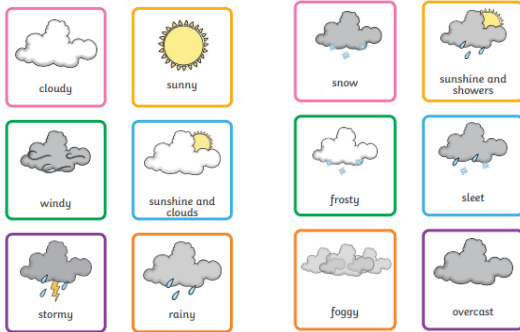 cloudy
sunny
snow
sunshine and
showers
windy
sunshine and
clouds
frosty
sleet
stormy
rainy
foggy
overcast